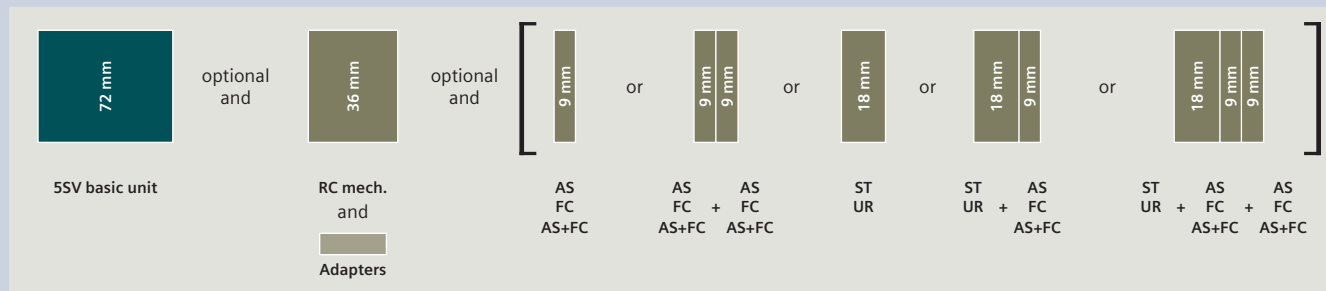 72 mm
optional
and
36 mm
optional
and
9 mm
or
9 mm
9 mm
or
18 mm
or
18 mm
9 mm
or
18 mm
9 mm
9 mm
5SV basic unit
RC mech.
and
Adapters
AS
FC
AS+FC
AS AS
FC + FC
AS+FC AS+FC
ST
UR
ST AS
UR + FC
AS+FC
ST AS AS
UR + FC + FC
AS+FC AS+FC